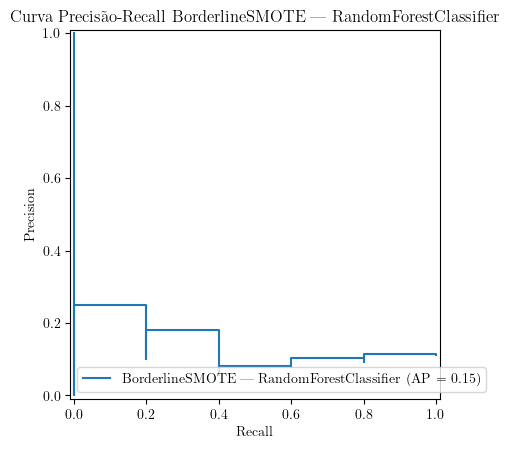 Curva Precisão-Recall BorderlineSMOTE — RandomForestClassifier
1.0
0.8
0.6
0.4
0.2
0.0
Precision
BorderlineSMOTE — RandomForestClassifier (AP = 0.15)
0.0 0.2 0.4 0.6 0.8 1.0
Recall